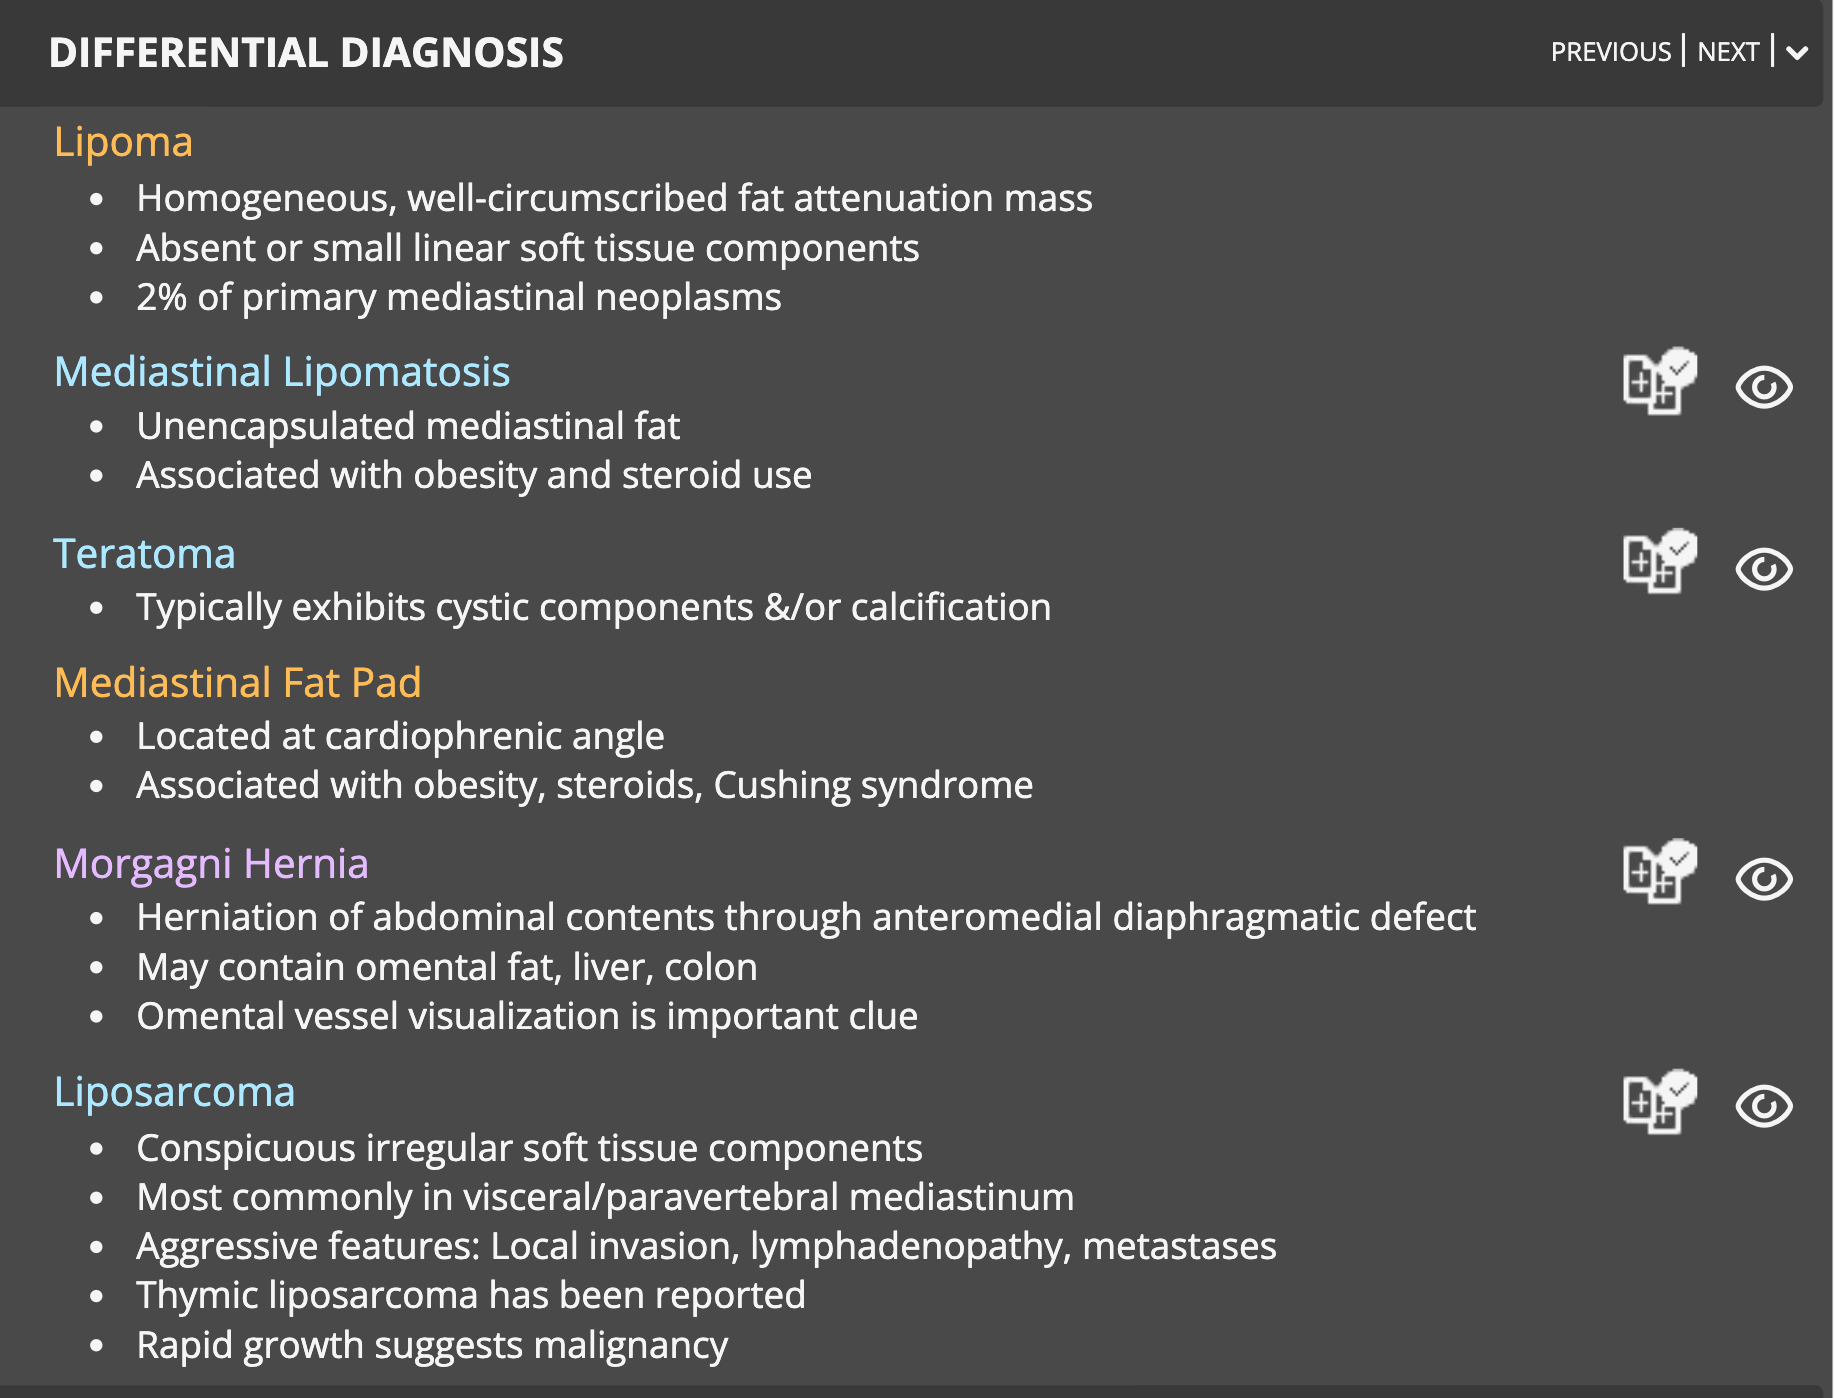 DIFFERENTIAL DIAGNOSIS
PREVIOUS | NEXT |
Lipoma
• Homogeneous, well-circumscribed fat attenuation mass
• Absent or small linear soft tissue components
• 2% of primary mediastinal neoplasms
Mediastinal Lipomatosis
• Unencapsulated mediastinal fat
• Associated with obesity and steroid use
Teratoma
• Typically exhibits cystic components &/or calcification
Mediastinal Fat Pad
• Located at cardiophrenic angle
• Associated with obesity, steroids, Cushing syndrome
Morgagni Hernia
• Herniation of abdominal contents through anteromedial diaphragmatic defect
• May contain omental fat, liver, colon
• Omental vessel visualization is important clue
Liposarcoma
• Conspicuous irregular soft tissue components
• Most commonly in visceral/paravertebral mediastinum
• Aggressive features: Local invasion, lymphadenopathy, metastases
• Thymic liposarcoma has been reported
• Rapid growth suggests malignancy